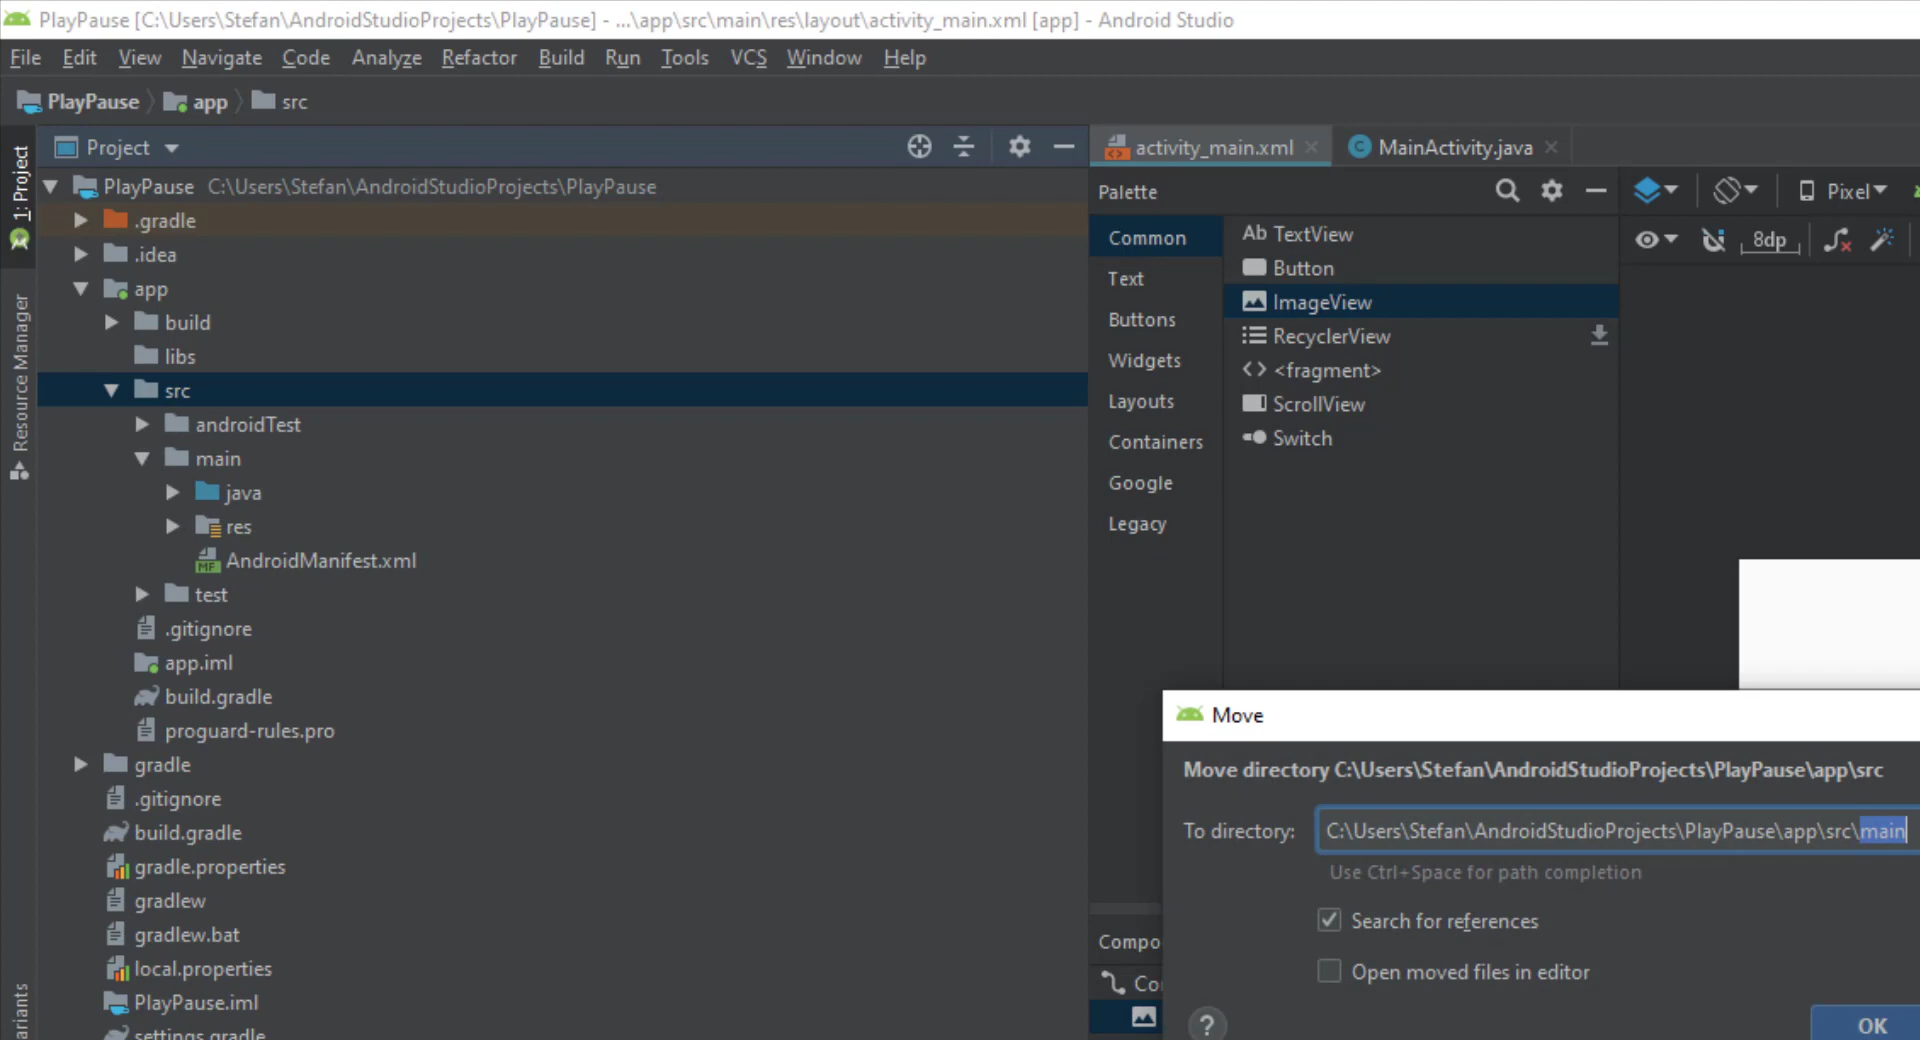 PlayPause [C:\Users\Stefan\AndroidStudioProjects\PlayPause] - ...\app\src\main\res\layout\activity_main.xml [app] - Android Studio
File Edit View Navigate Code Analyze Refactor Build Run Tools VCS Window Help
PlayPause app src
1: Project
Resource Manager
Project
PlayPause C:\Users\Stefan\AndroidStudioProjects\PlayPause
.gradle
.idea
app
build
libs
src
androidTest
main
java
res
MF AndroidManifest.xml
test
.gitignore
app.iml
build.gradle
proguard-rules.pro
gradle
.gitignore
build.gradle
gradle.properties
gradlew
gradlew.bat
local.properties
PlayPause.iml
settings.gradle
ariants
activity_main.xml
C MainActivity.java
Palette
Pixel
8dp
Common
Text
Buttons
Widgets
Layouts
Containers
Google
Legacy
Ab TextView
Button
ImageView
RecyclerView
<fragment>
ScrollView
Switch
Compo
Co
Move
Move directory C:\Users\Stefan\AndroidStudioProjects\PlayPause\app\src
To directory: C:\Users\Stefan\AndroidStudioProjects\PlayPause\app\src\main
Use Ctrl+Space for path completion
Search for references
Open moved files in editor
?
OK